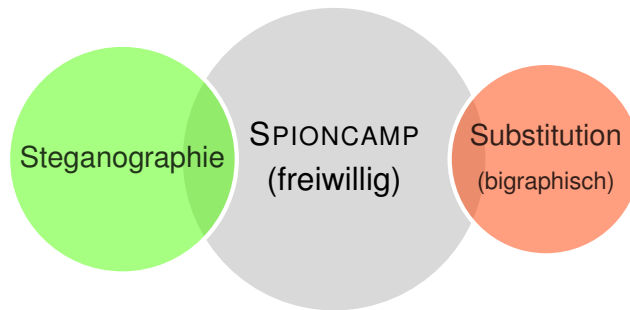 Steganographie
SPIONCAMP
(freiwillig)
Substitution
(bigraphisch)